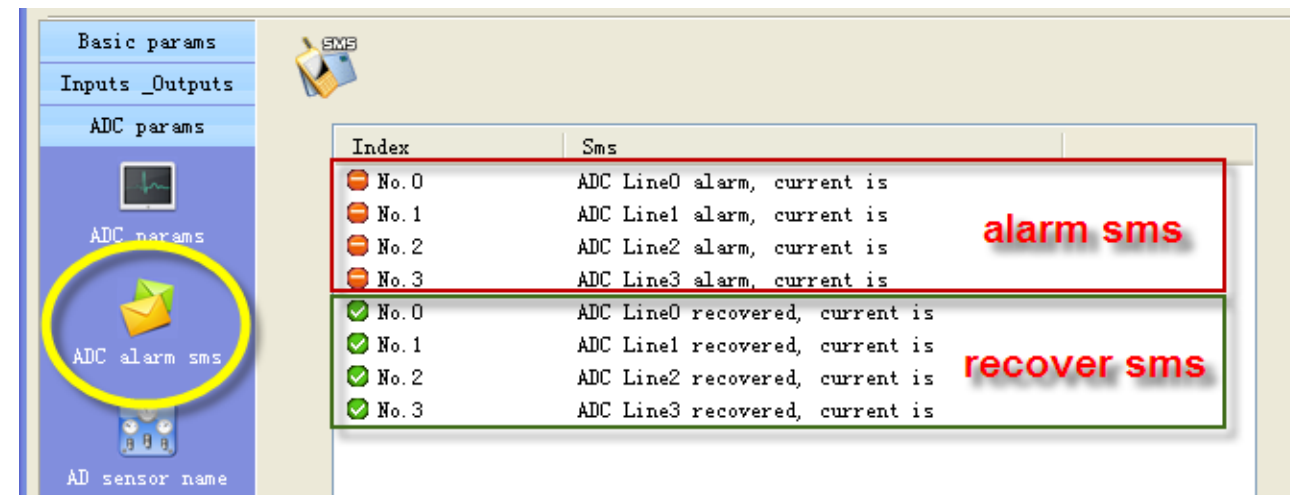 Basic params
Inputs _Outputs
ADC params
ADC params
ADC alarm sms
AD sensor name
SMS
Index Sms
No.0 ADC Line0 alarm, current is
No.1 ADC Line1 alarm, current is
No.2 ADC Line2 alarm, current is
No.3 ADC Line3 alarm, current is
alarm sms
No.0 ADC Line0 recovered, current is
No.1 ADC Line1 recovered, current is
No.2 ADC Line2 recovered, current is
No.3 ADC Line3 recovered, current is
recover sms